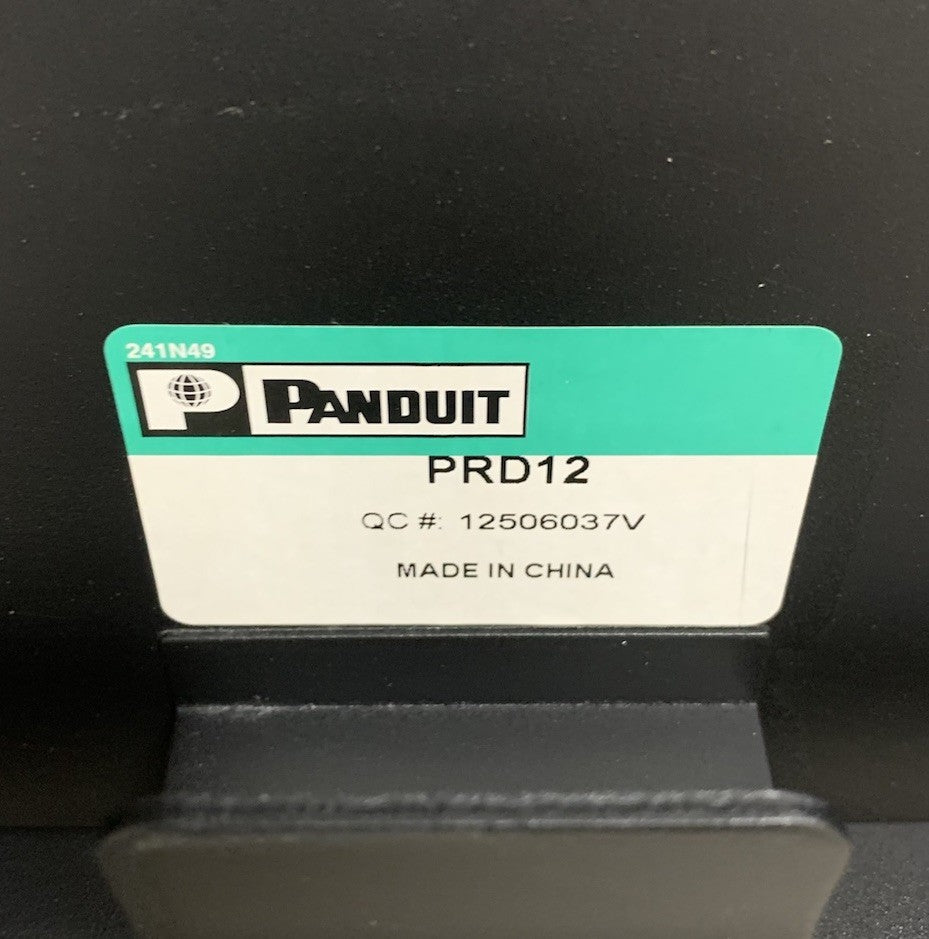 241N49
P PANDUIT
PRD12
QC #: 12506037V
MADE IN CHINA